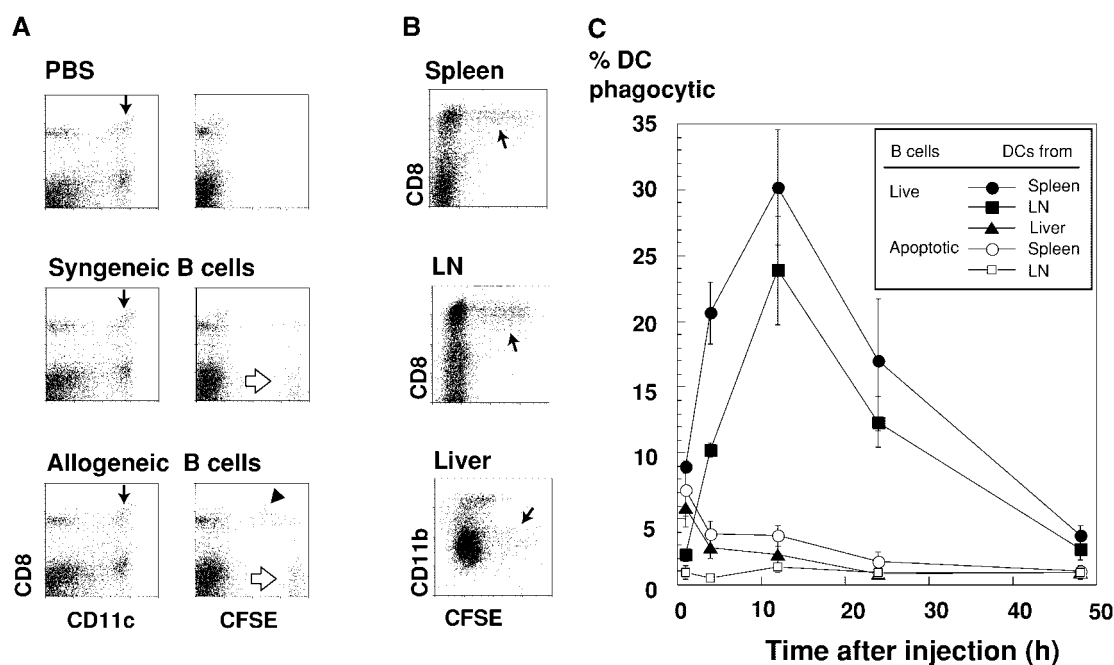 A
PBS
Syngeneic B cells
Allogeneic B cells
CD8
CD11c
CFSE
B
Spleen
CD8
LN
CD8
Liver
CD11b
CFSE
C
% DC
phagocytic
35
30
25
20
15
10
5
0
0
10
20
30
40
50
Time after injection (h)
B cells DCs from
Live Spleen
LN
Liver
Apoptotic Spleen
LN